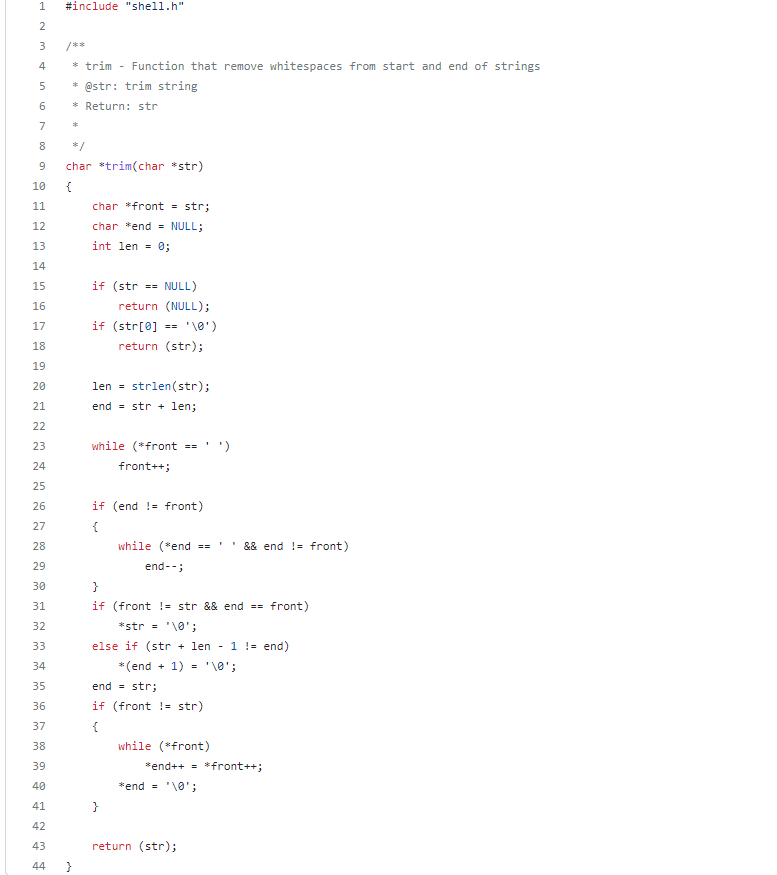 1 #include "shell.h"
2
3 /**
4  * trim - Function that remove whitespaces from start and end of strings
5  * @str: trim string
6  * Return: str
7  *
8  */
9 char *trim(char *str)
10 {
11     char *front = str;
12     char *end = NULL;
13     int len = 0;
14
15     if (str == NULL)
16         return (NULL);
17     if (str[0] == '\0')
18         return (str);
19
20     len = strlen(str);
21     end = str + len;
22
23     while (*front == ' ')
24         front++;
25
26     if (end != front)
27     {
28         while (*end == ' ' && end != front)
29             end--;
30     }
31     if (front != str && end == front)
32         *str = '\0';
33     else if (str + len - 1 != end)
34         *(end + 1) = '\0';
35     end = str;
36     if (front != str)
37     {
38         while (*front)
39             *end++ = *front++;
40         *end = '\0';
41     }
42
43     return (str);
44 }